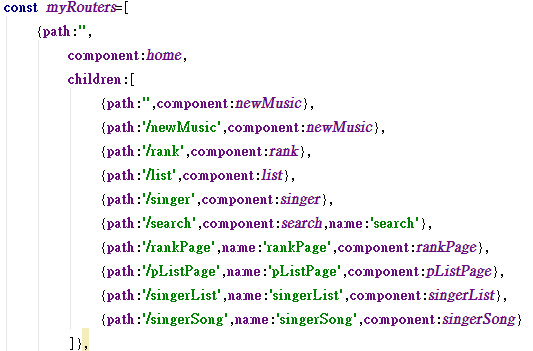 const myRouters=[
{path:'',
component:home,
children:[
{path:'',component:newMusic},
{path:'/newMusic',component:newMusic},
{path:'/rank',component:rank},
{path:'/list',component:list},
{path:'/singer',component:singer},
{path:'/search',component:search,name:'search'},
{path:'/rankPage',name:'rankPage',component:rankPage},
{path:'/pListPage',name:'pListPage',component:pListPage},
{path:'/singerList',name:'singerList',component:singerList},
{path:'/singerSong',name:'singerSong',component:singerSong}
]},